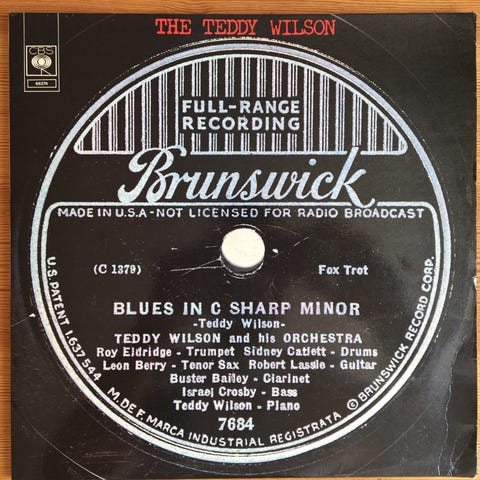 THE TEDDY WILSON
CBS
66274
FULL-RANGE
RECORDING
Brunswick
MADE IN U.S.A-NOT LICENSED FOR RADIO BROADCAST
(C 1379)
Fox Trot
BLUES IN C SHARP MINOR
-Teddy Wilson-
TEDDY WILSON and his ORCHESTRA
Roy Eldridge - Trumpet Sidney Catlett - Drums
Leon Berry - Tenor Sax Robert Lassie - Guitar
Buster Bailey - Clarinet
Israel Crosby - Bass
Teddy Wilson - Piano
7684
U.S. PATENT 1,637,544
M. DE F. MARCA INDUSTRIAL REGISTRATA
© BRUNSWICK RECORD CORP.